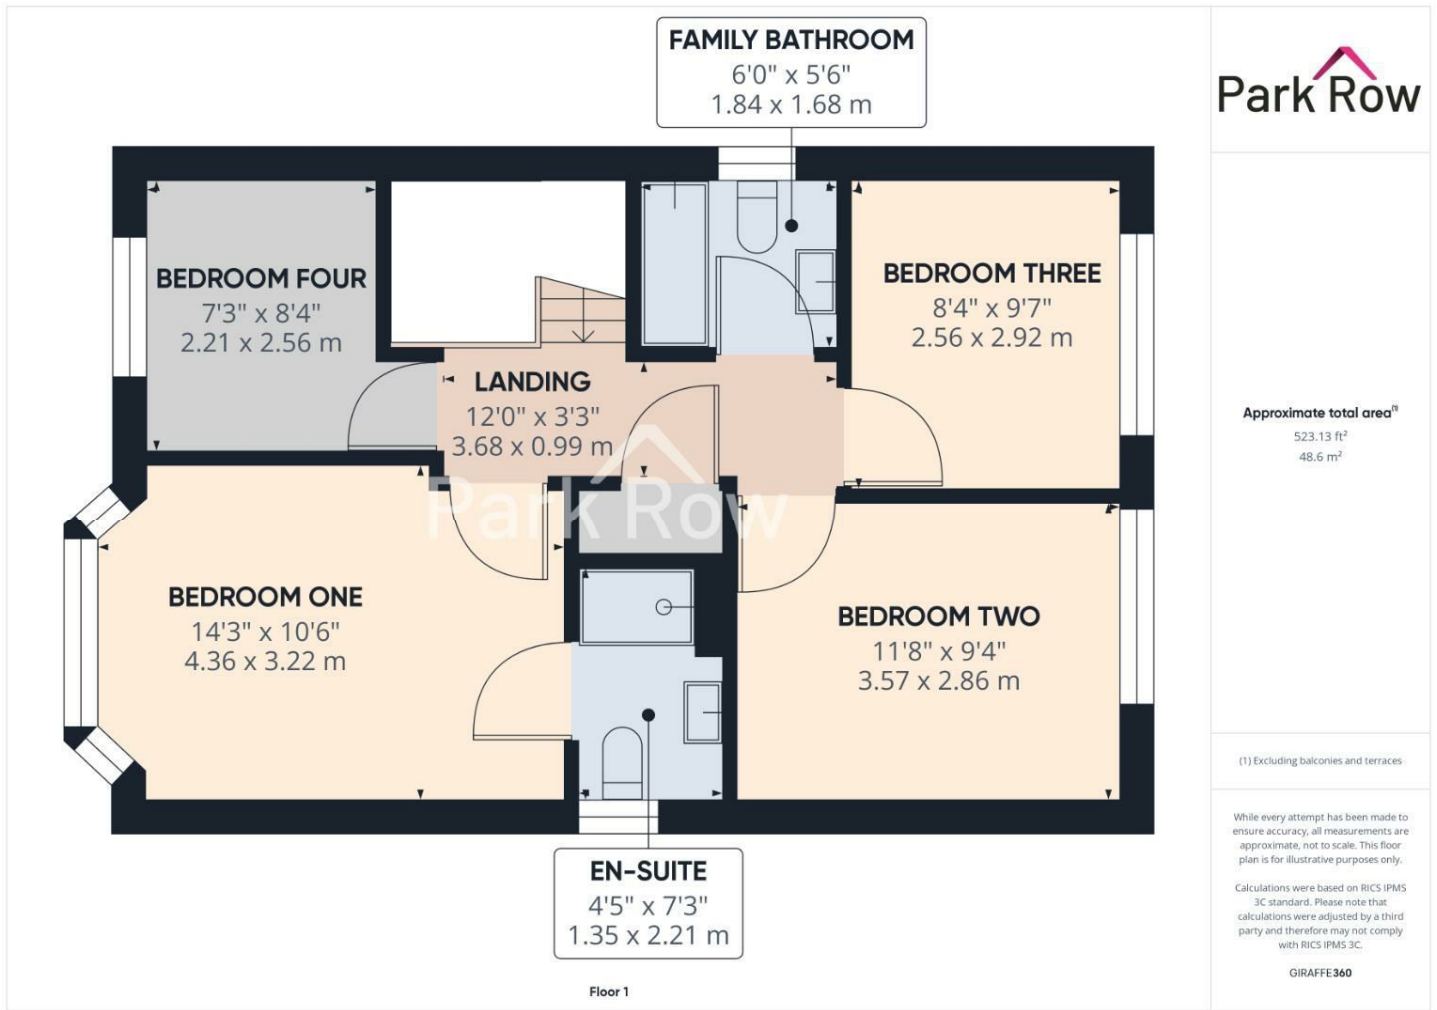 FAMILY BATHROOM
6'0" x 5'6"
1.84 x 1.68 m
BEDROOM FOUR
7'3" x 8'4"
2.21 x 2.56 m
BEDROOM THREE
8'4" x 9'7"
2.56 x 2.92 m
LANDING
12'0" x 3'3"
3.68 x 0.99 m
Park Row
BEDROOM ONE
14'3" x 10'6"
4.36 x 3.22 m
BEDROOM TWO
11'8" x 9'4"
3.57 x 2.86 m
EN-SUITE
4'5" x 7'3"
1.35 x 2.21 m
Floor 1
Park Row
Approximate total area(1)
523.13 ft²
48.6 m²
(1) Excluding balconies and terraces
While every attempt has been made to
ensure accuracy, all measurements are
approximate, not to scale. This floor
plan is for illustrative purposes only.
Calculations were based on RICS IPMS
3C standard. Please note that
calculations were adjusted by a third
party and therefore may not comply
with RICS IPMS 3C.
GIRAFFE360